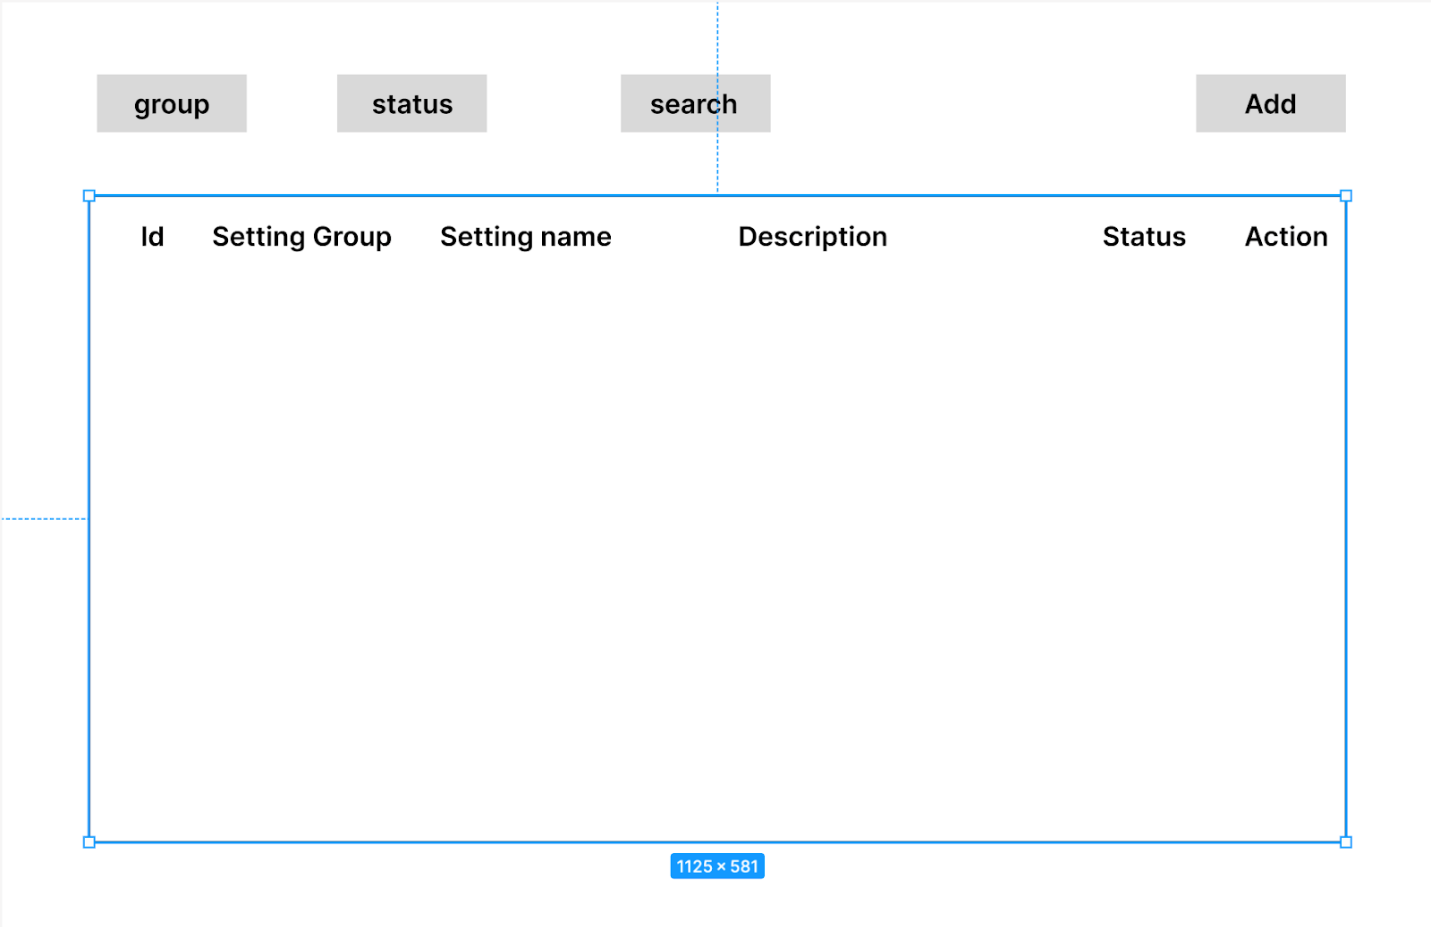 group status search Add
Id Setting Group Setting name Description Status Action
1125 × 581